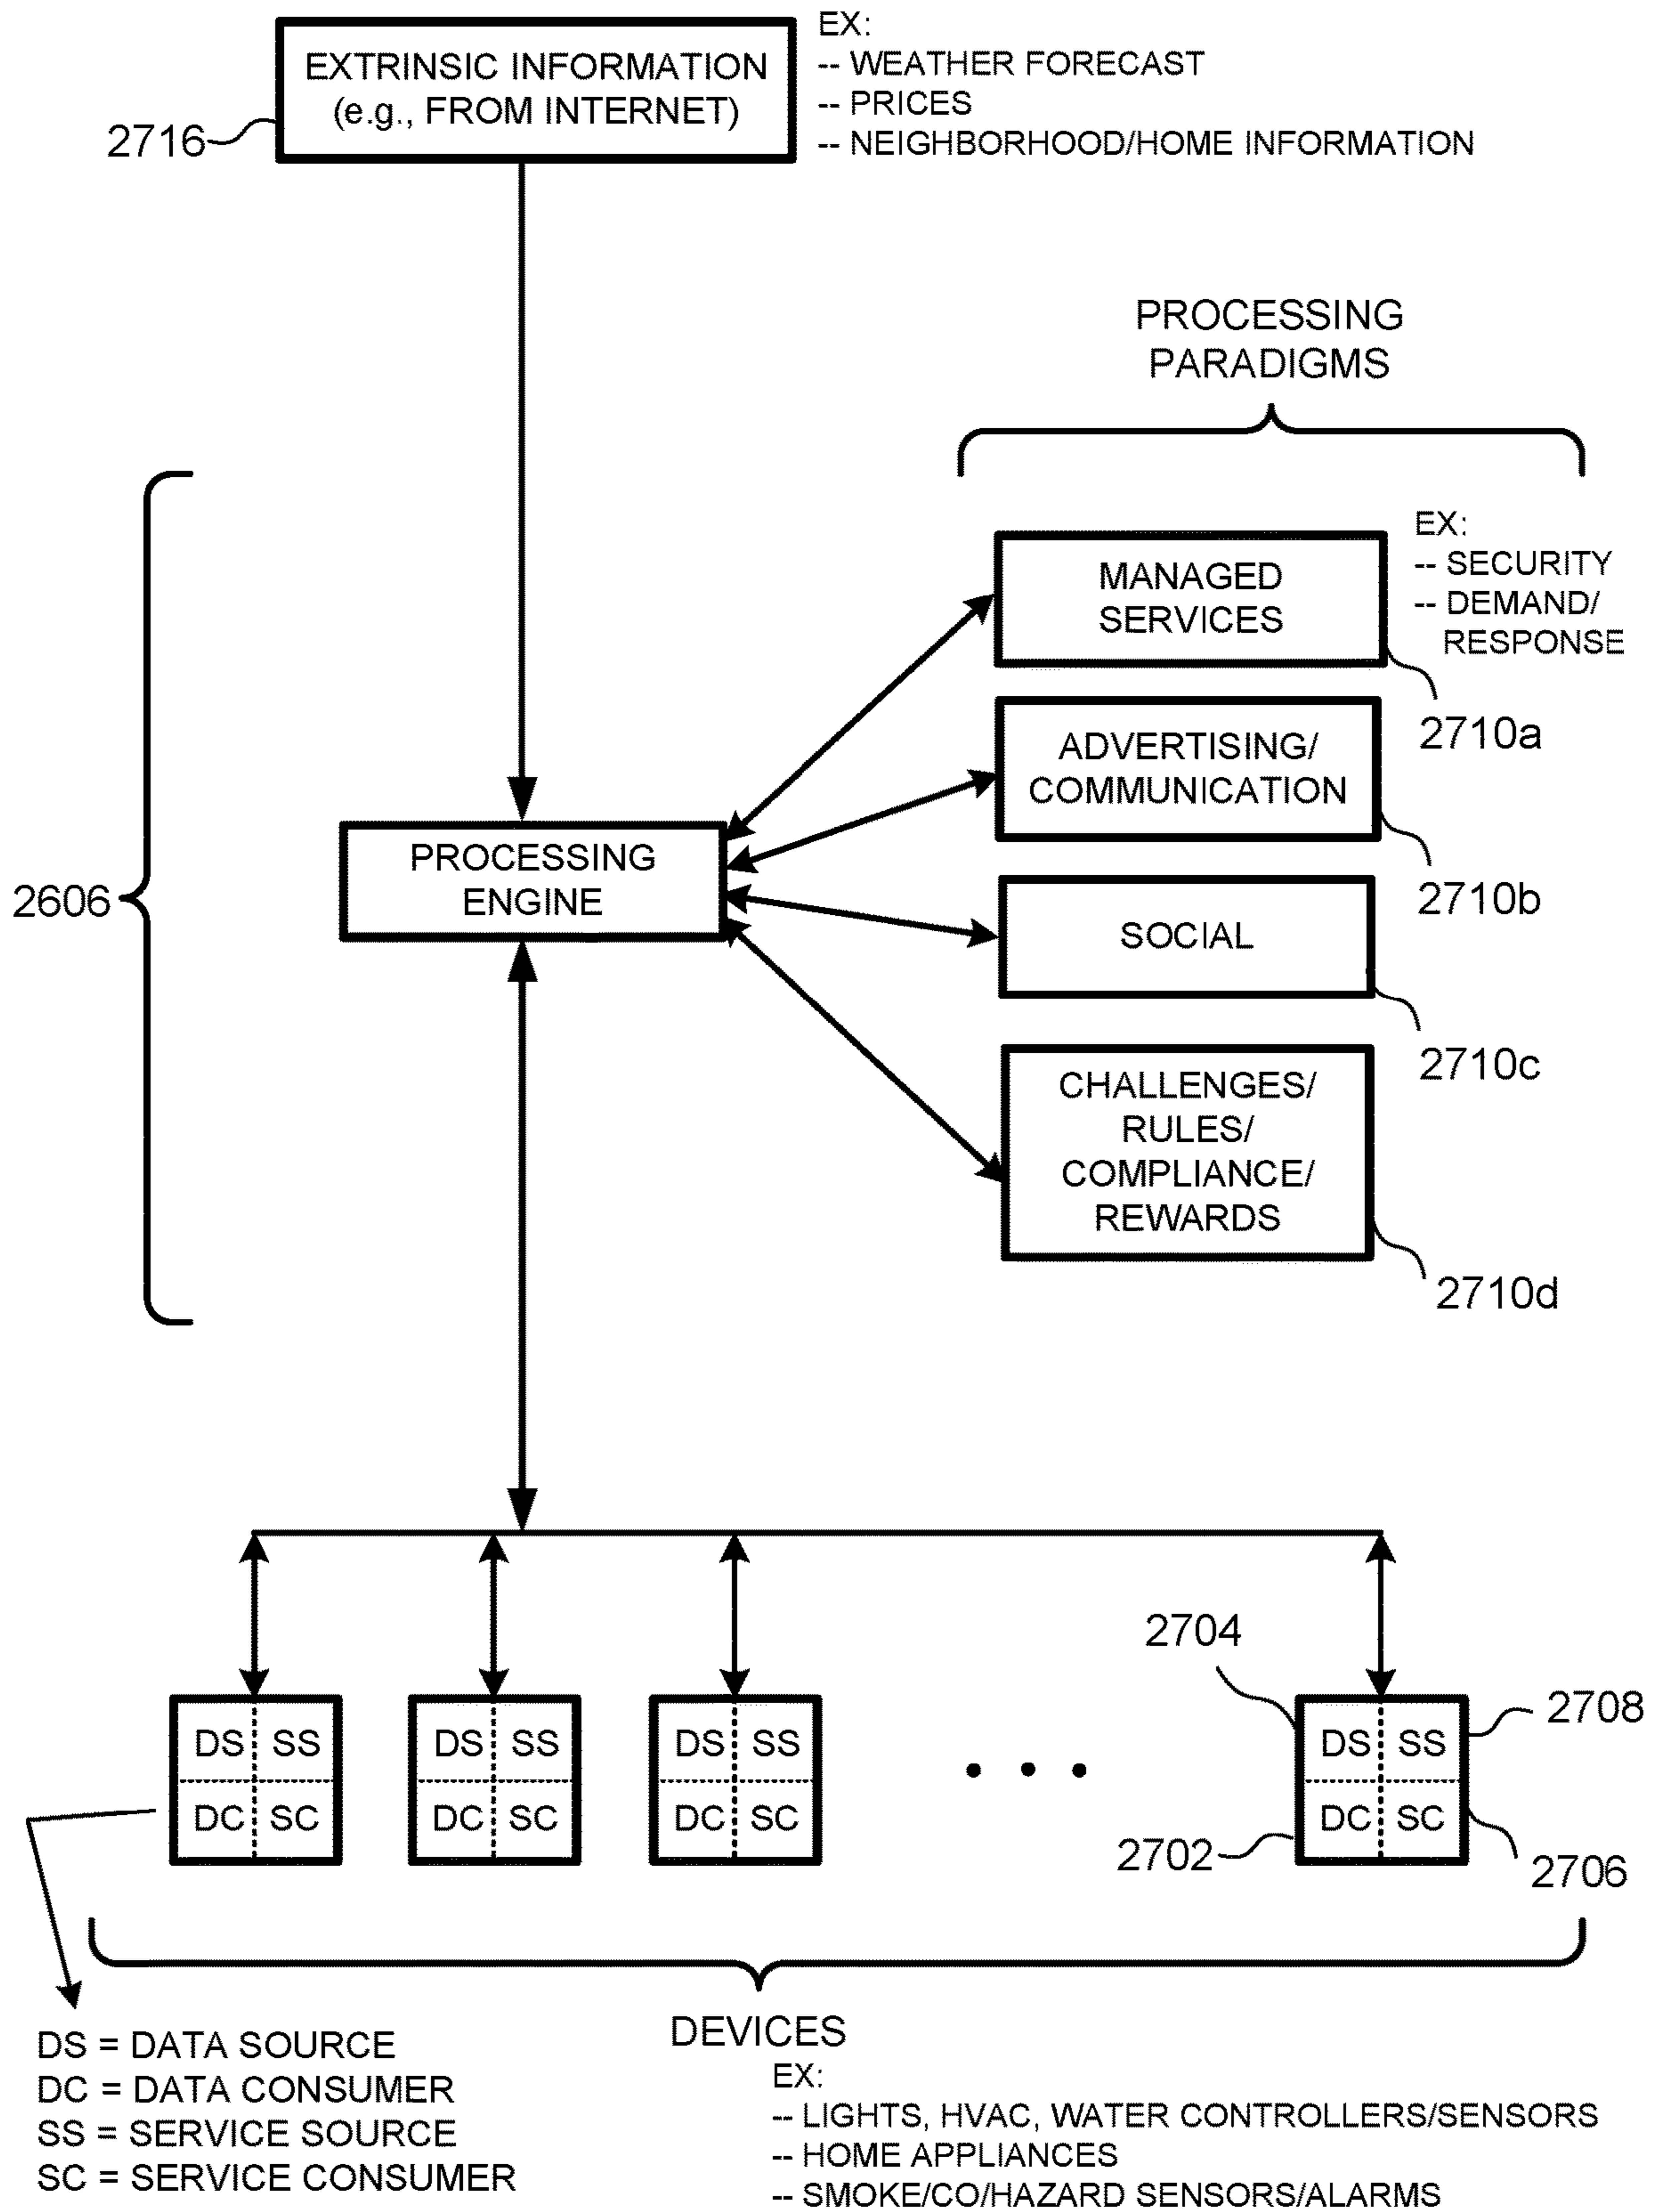 EXTRINSIC INFORMATION
(e.g., FROM INTERNET)
2716
EX:
-- WEATHER FORECAST
-- PRICES
-- NEIGHBORHOOD/HOME INFORMATION
PROCESSING
PARADIGMS
MANAGED
SERVICES
EX:
-- SECURITY
-- DEMAND/
RESPONSE
2710a
ADVERTISING/
COMMUNICATION
2710b
PROCESSING
ENGINE
2606
SOCIAL
2710c
CHALLENGES/
RULES/
COMPLIANCE/
REWARDS
2710d
2704
2708
DS SS
DC SC
DS SS
DC SC
DS SS
DC SC
DS SS
DC SC
2702
2706
DS = DATA SOURCE
DC = DATA CONSUMER
SS = SERVICE SOURCE
SC = SERVICE CONSUMER
DEVICES
EX:
-- LIGHTS, HVAC, WATER CONTROLLERS/SENSORS
-- HOME APPLIANCES
-- SMOKE/CO/HAZARD SENSORS/ALARMS